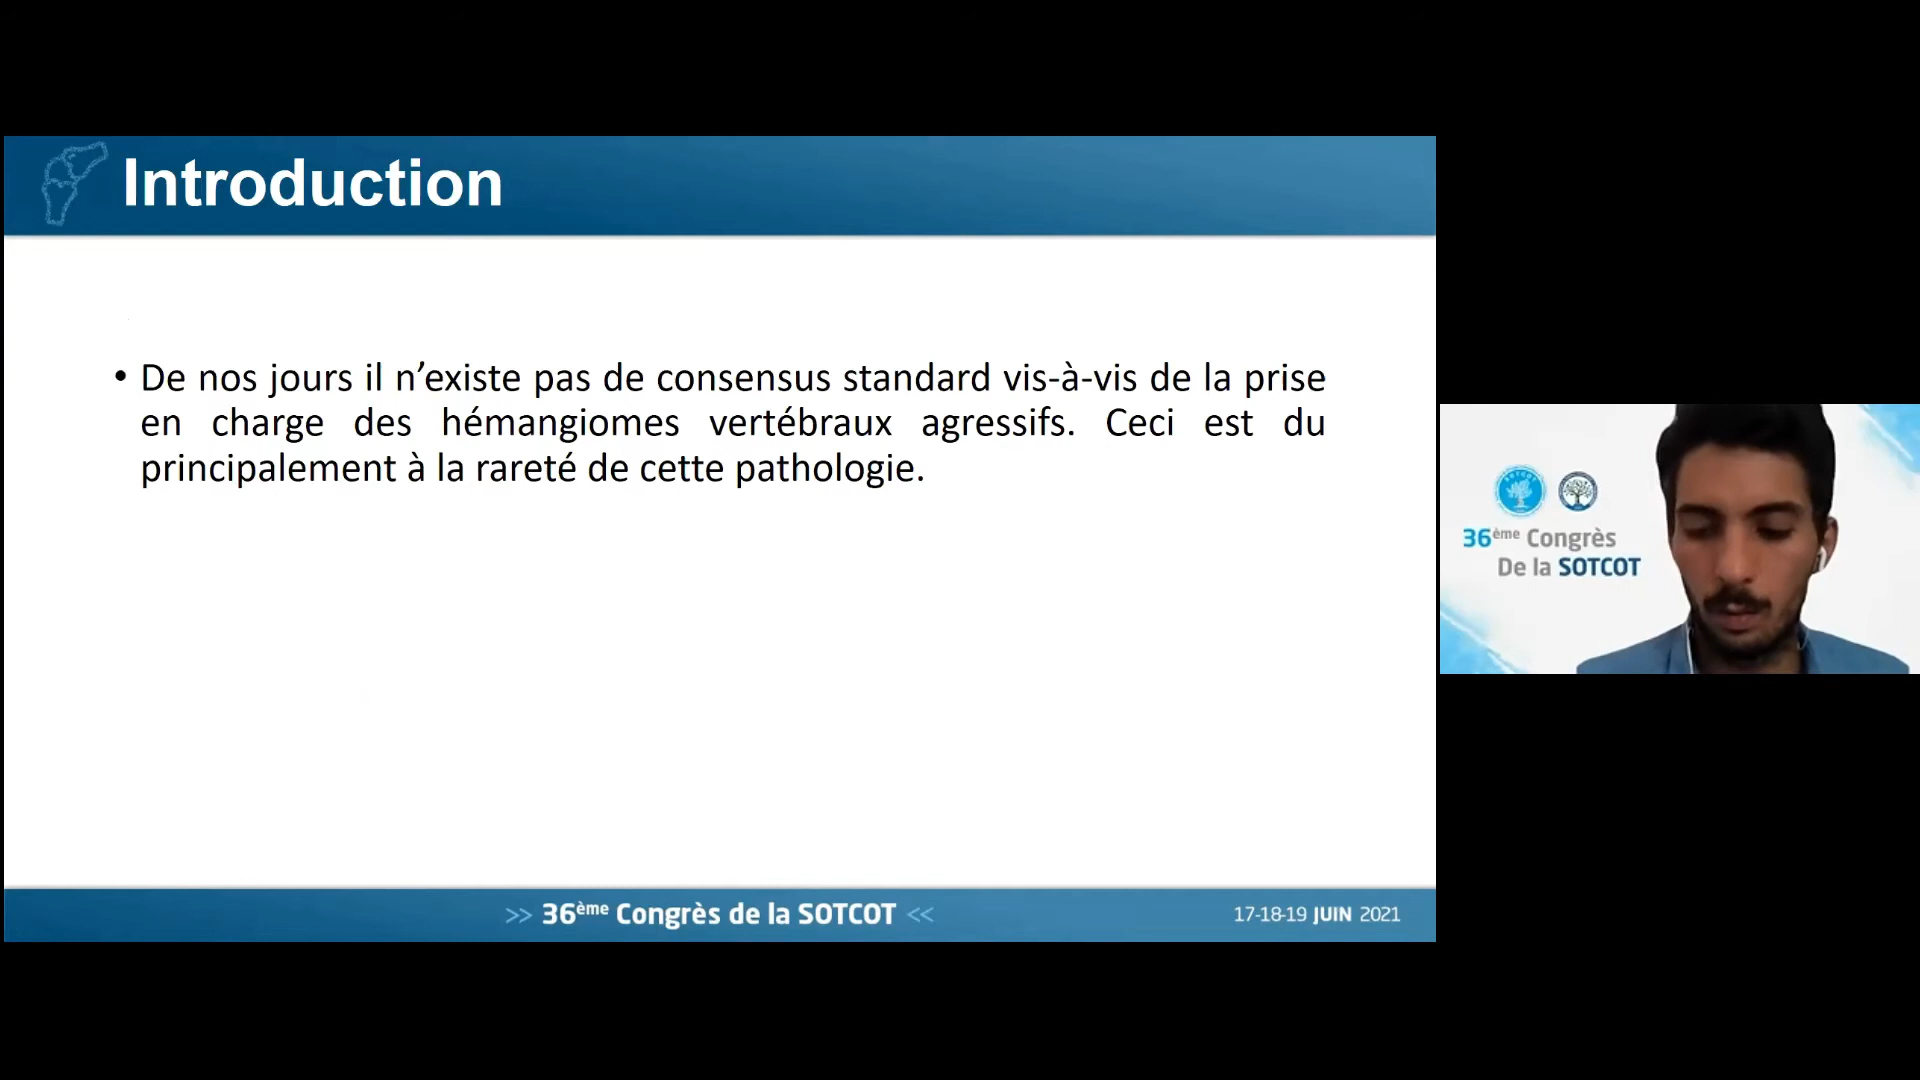 Introduction
• De nos jours il n’existe pas de consensus standard vis-à-vis de la prise
en charge des hémangiomes vertébraux agressifs. Ceci est du
principalement à la rareté de cette pathologie.
>> 36ème Congrès de la SOTCOT <<
17-18-19 JUIN 2021
36ème Congrès
De la SOTCOT